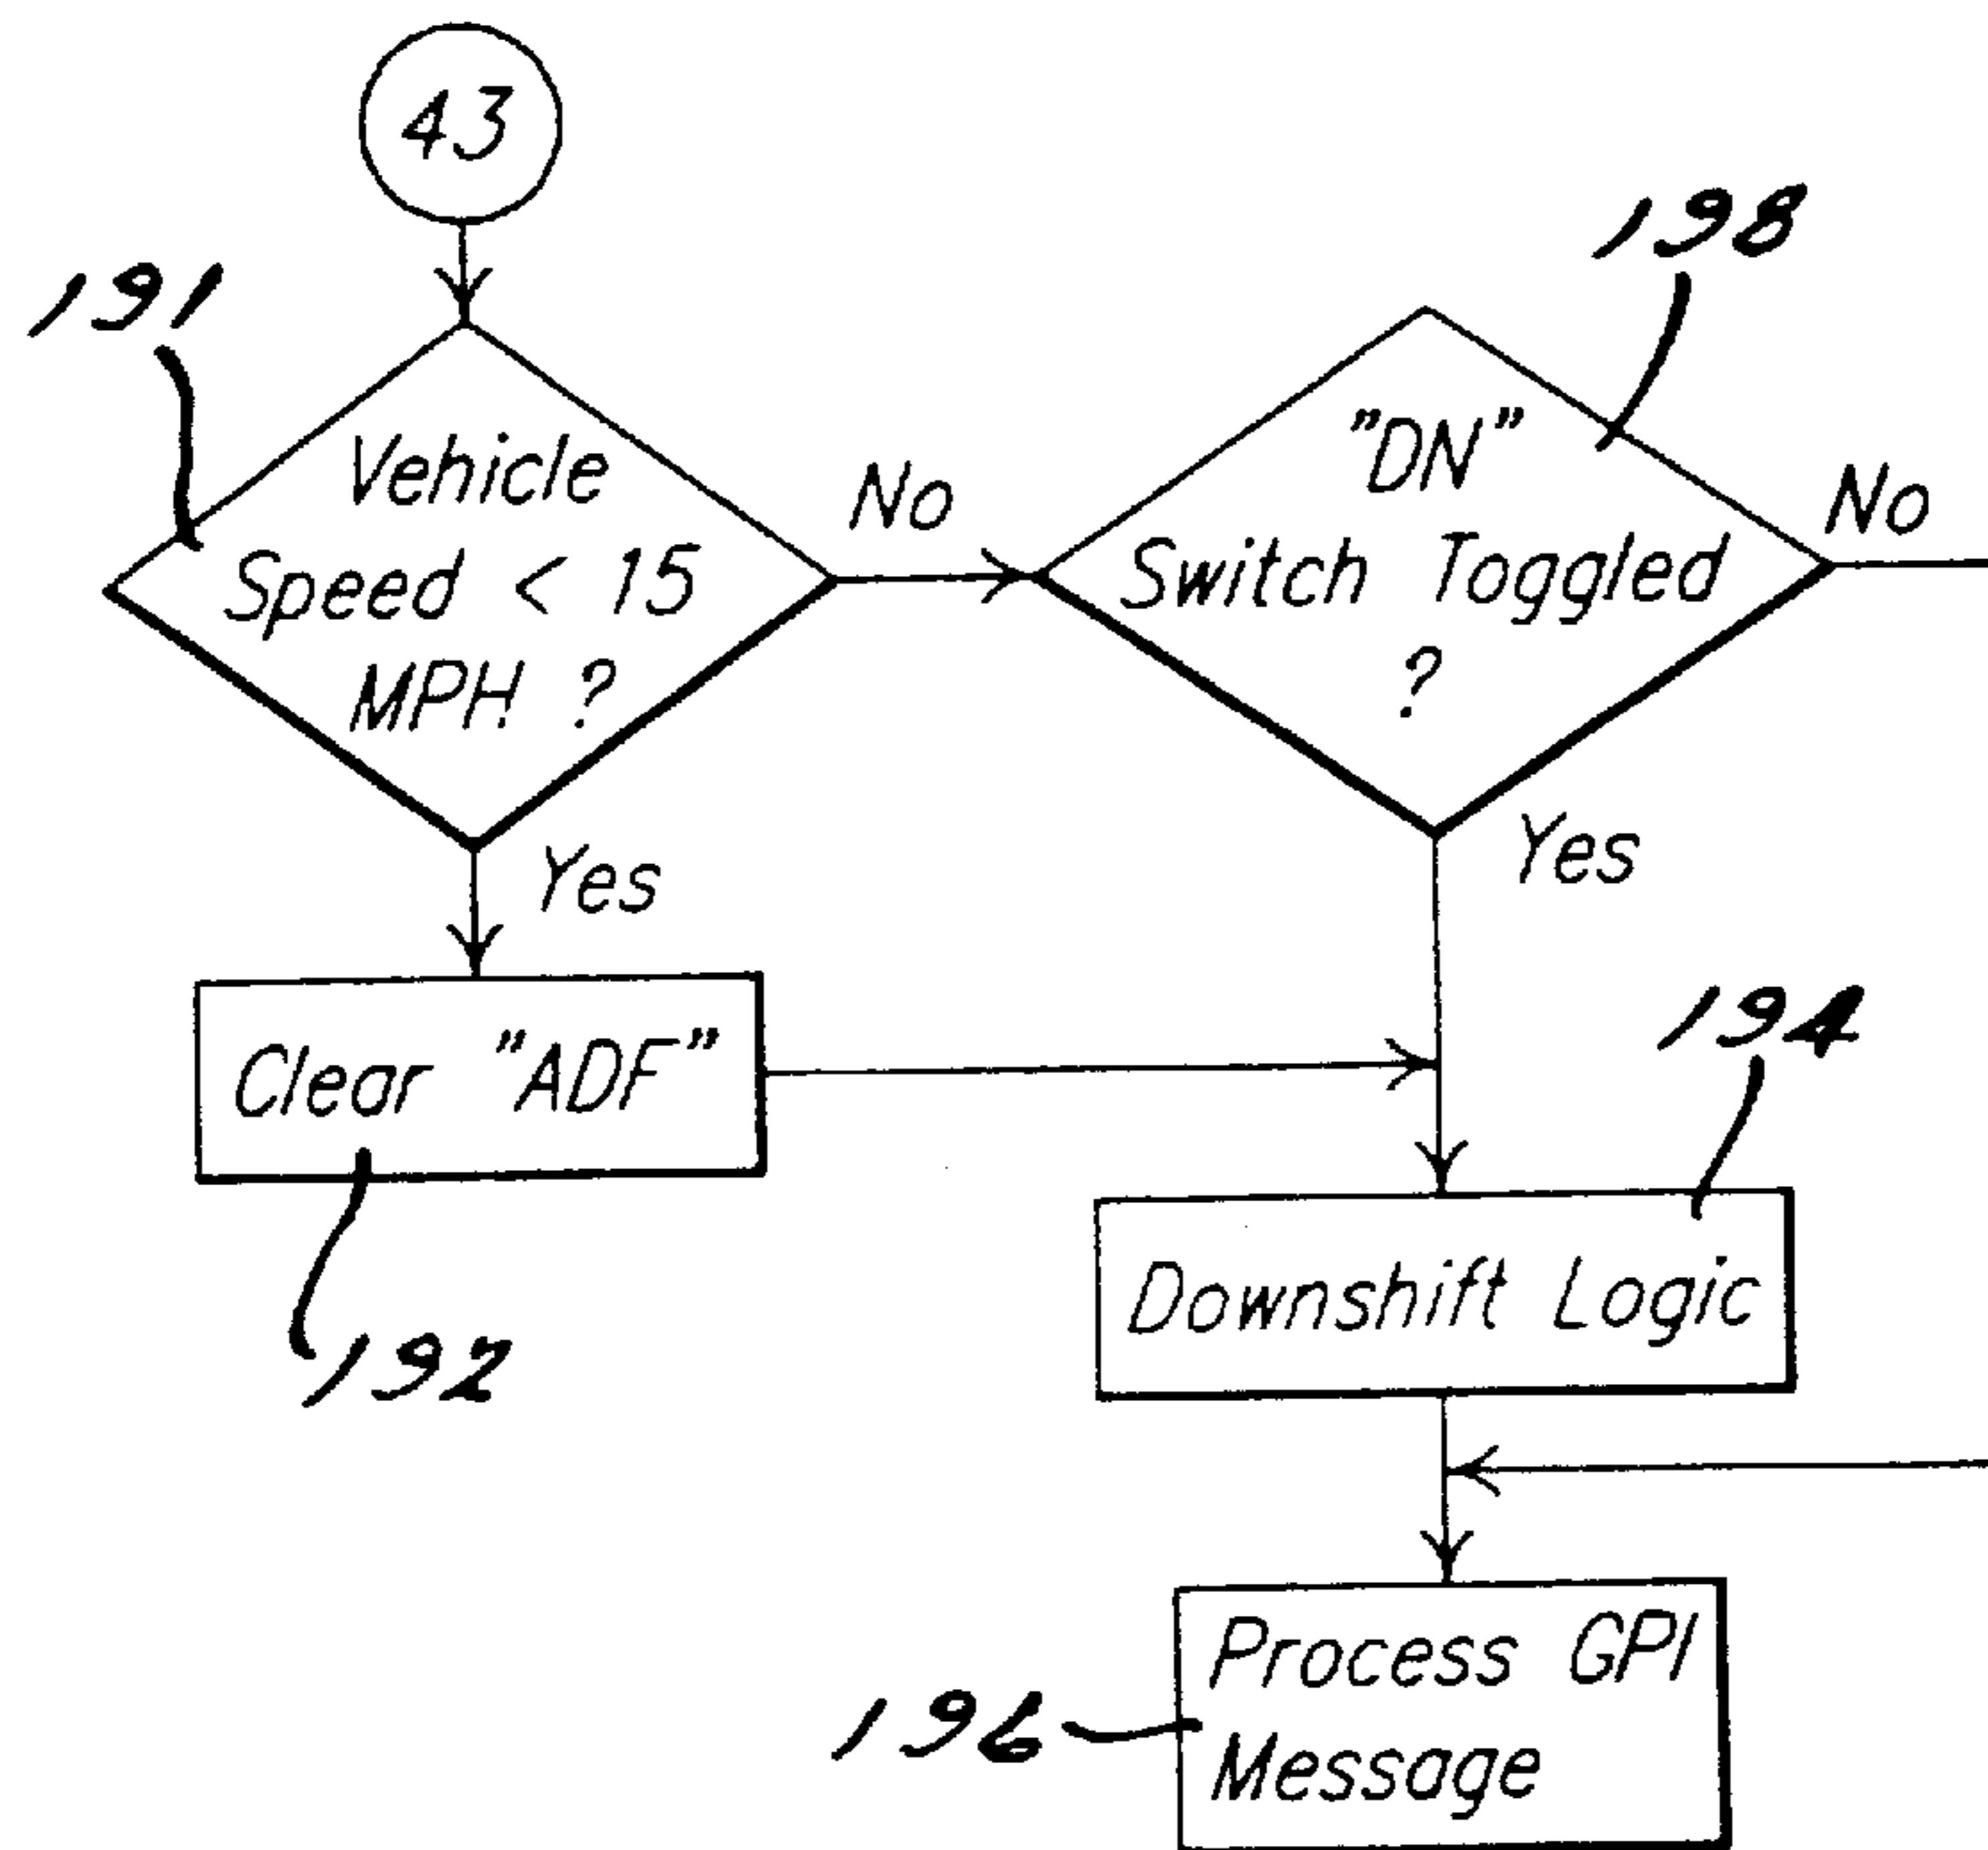 43
191
Vehicle
Speed < 15
MPH ?
No
Yes
198
"DN"
Switch Toggled
?
No
Yes
Clear "ADF"
192
194
Downshift Logic
Process GPI
Message
196